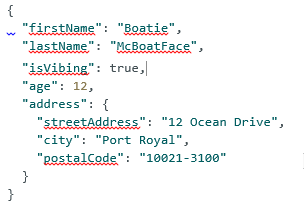 {
"firstName": "Boatie",
"lastName": "McBoatFace",
"isVibing": true,
"age": 12,
"address": {
"streetAddress": "12 Ocean Drive",
"city": "Port Royal",
"postalCode": "10021-3100"
}
}